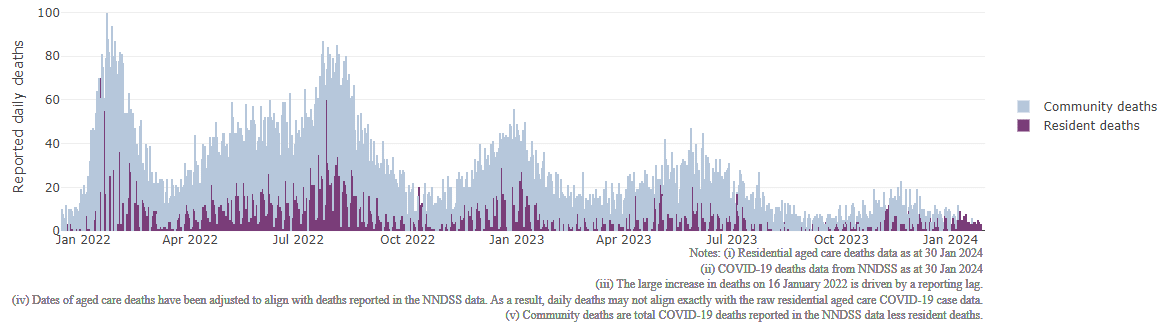 Reported daily deaths
100
80
60
40
20
0
Jan 2022 Apr 2022 Jul 2022 Oct 2022 Jan 2023 Apr 2023 Jul 2023 Oct 2023 Jan 2024
Community deaths
Resident deaths
Notes: (i) Residential aged care deaths data as at 30 Jan 2024
(ii) COVID-19 deaths data from NNDSS as at 30 Jan 2024
(iii) The large increase in deaths on 16 January 2022 is driven by a reporting lag.
(iv) Dates of aged care deaths have been adjusted to align with deaths reported in the NNDSS data. As a result, daily deaths may not align exactly with the raw residential aged care COVID-19 case data.
(v) Community deaths are total COVID-19 deaths reported in the NNDSS data less resident deaths.